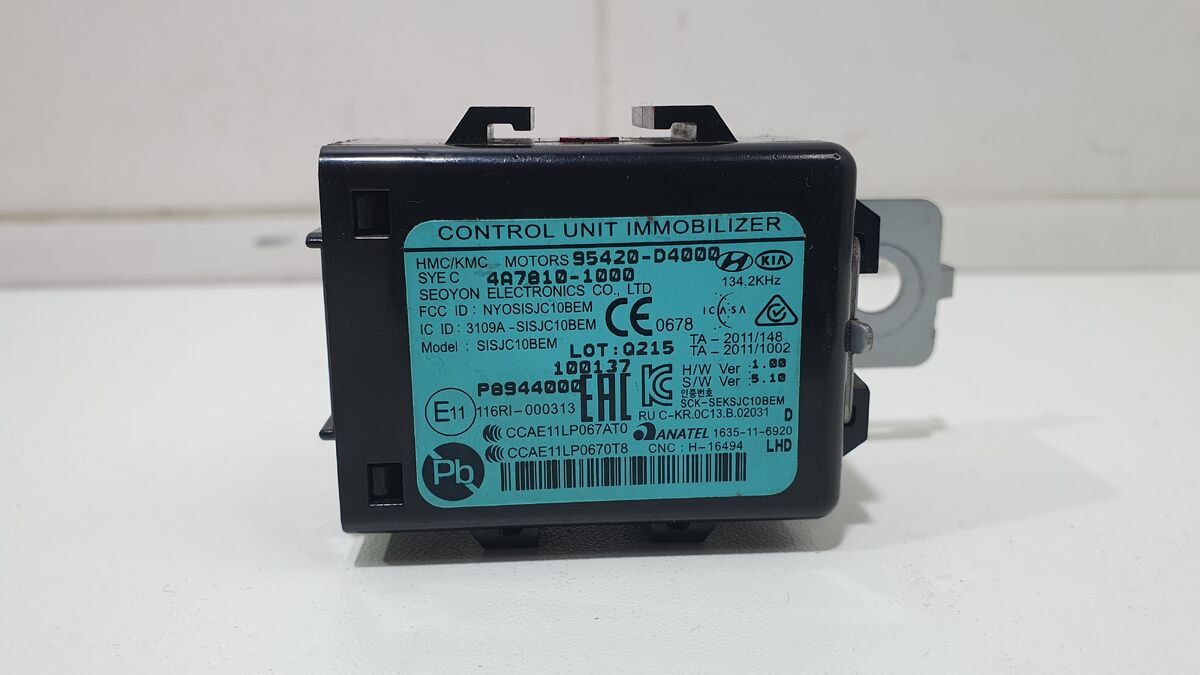 CONTROL UNIT IMMOBILIZER
HMC/KMC MOTORS 95420-D4000
KIA
SYE C 4A7810-1000
134.2KHz
SEOYON ELECTRONICS CO., LTD
FCC ID : NYOSISJC10BEM
IC ID : 3109A-SISJC10BEM
CE 0678
ICASA
Model : SISJC10BEM
TA - 2011/148
TA - 2011/1002
LOT:Q215
100137
H/W Ver :1.00
S/W Ver :5.10
P8944000
EAC
인증번호
SCK-SEKSJC10BEM
E11 116RI-000313
RU C-KR.0C13.B.02031 D
CCAE11LP067AT0
ANATEL 1635-11-6920
CCAE11LP0670T8
CNC : H-16494 LHD
Pb